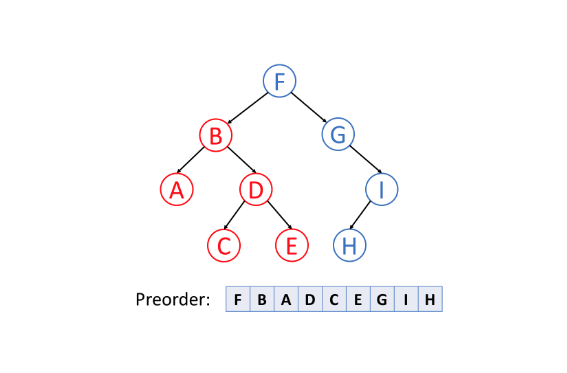 F
B G
A D I
C E H
Preorder: F B A D C E G I H